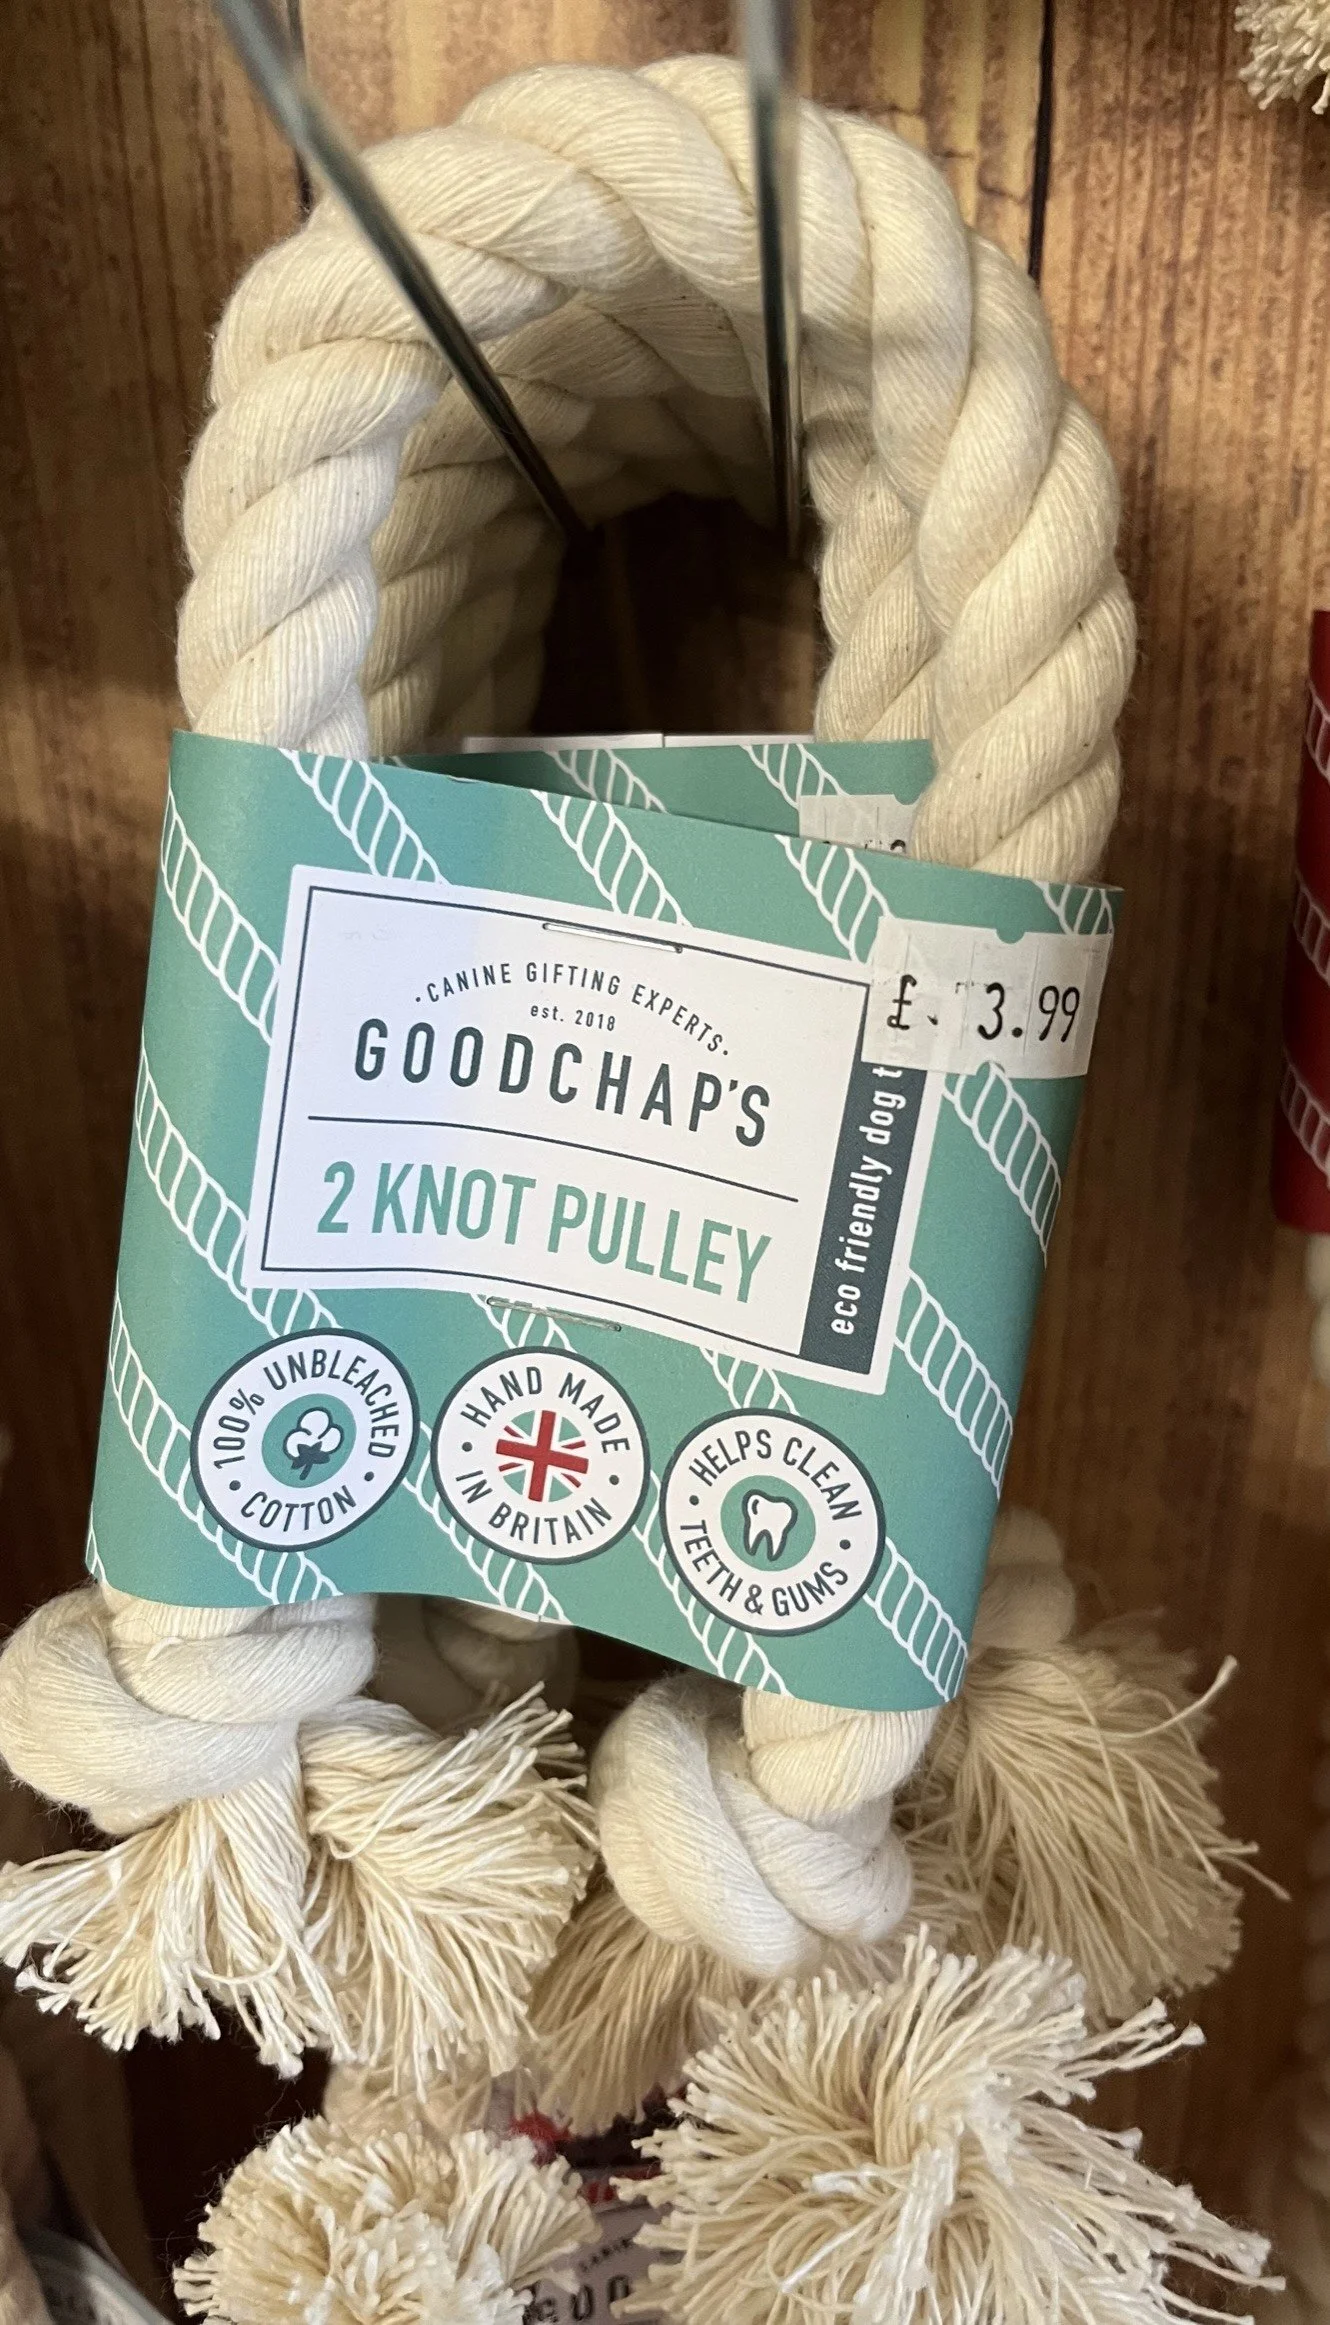 · CANINE GIFTING EXPERTS ·
est. 2018
GOODCHAP'S
2 KNOT PULLEY
eco friendly dog
£. 3.99
100% UNBLEACHED
· COTTON ·
HAND MADE
· IN BRITAIN ·
HELPS CLEAN
· TEETH & GUMS ·